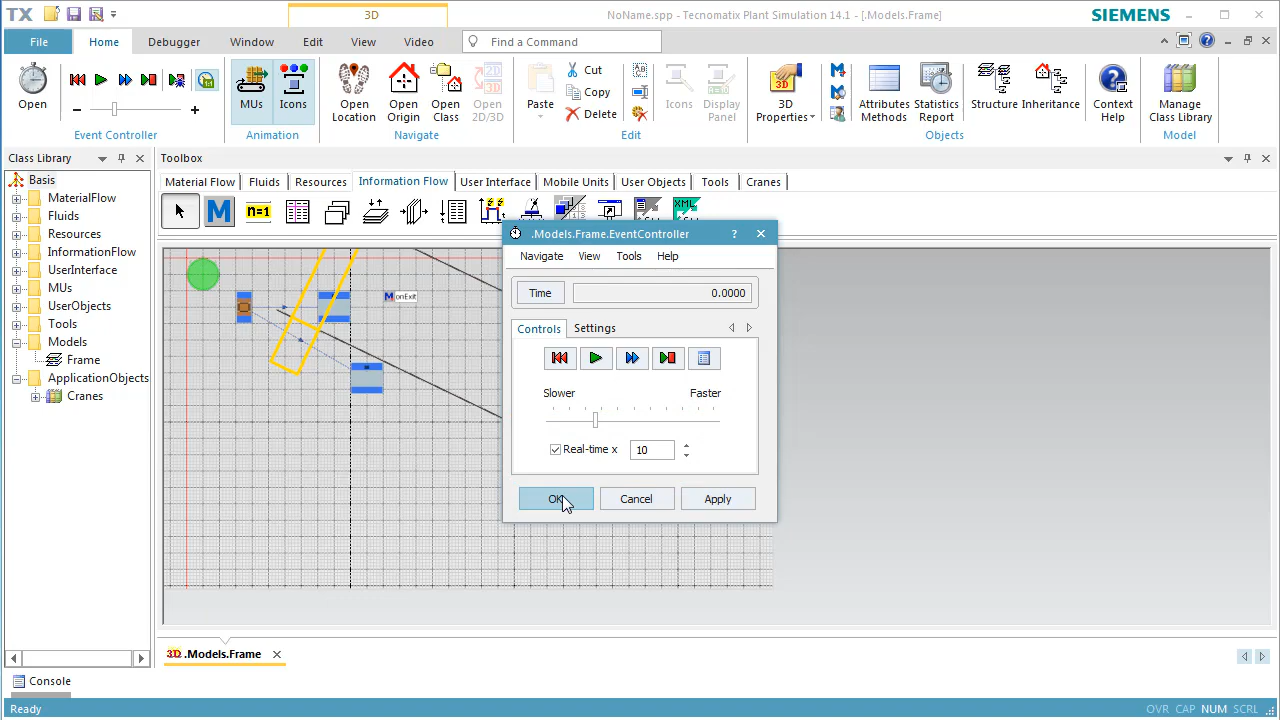 TX
3D
NoName.spp - Tecnomatix Plant Simulation 14.1 - [.Models.Frame]
SIEMENS
File
Home
Debugger
Window
Edit
View
Video
Find a Command
Open
Event Controller
MUs
Icons
Animation
Open Location
Open Origin
Open Class
Open 2D/3D
Navigate
Paste
Cut
Copy
Delete
Icons
Display Panel
Edit
3D Properties
Attributes Methods
Statistics Report
Structure
Inheritance
Objects
Context Help
Manage Class Library
Model
Class Library
Toolbox
Basis
MaterialFlow
Fluids
Resources
InformationFlow
UserInterface
MUs
UserObjects
Tools
Models
Frame
ApplicationObjects
Cranes
Material Flow
Fluids
Resources
Information Flow
User Interface
Mobile Units
User Objects
Tools
Cranes
M
n=1
XML
M onExit
.Models.Frame.EventController
?
Navigate
View
Tools
Help
Time
0.0000
Controls
Settings
Slower
Faster
Real-time x
10
OK
Cancel
Apply
3D .Models.Frame
Console
Ready
OVR CAP NUM SCRL